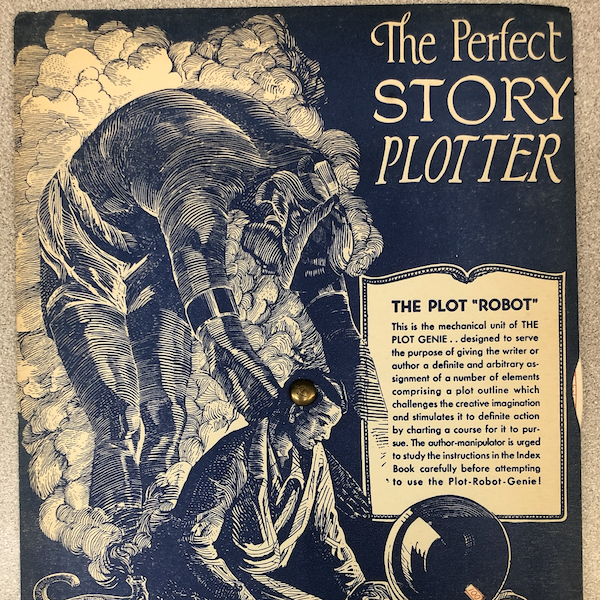 The Perfect
STORY
PLOTTER
THE PLOT "ROBOT"
This is the mechanical unit of THE
PLOT GENIE . . designed to serve
the purpose of giving the writer or
author a definite and arbitrary as-
signment of a number of elements
comprising a plot outline which
challenges the creative imagination
and stimulates it to definite action
by charting a course for it to pur-
sue. The author-manipulator is urged
to study the instructions in the Index
Book carefully before attempting
to use the Plot-Robot-Genie!